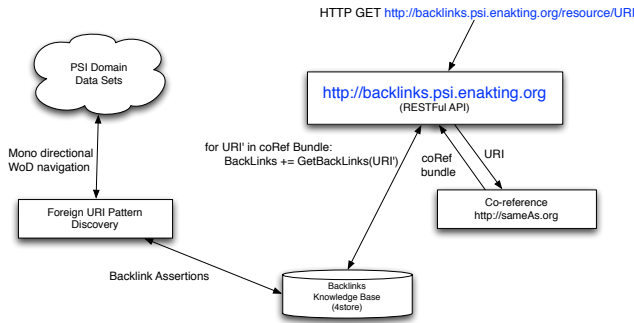 HTTP GET http://backlinks.psi.enakting.org/resource/URI
PSI Domain
Data Sets
http://backlinks.psi.enakting.org
(RESTFul API)
Mono directional
WoD navigation
for URI' in coRef Bundle:
BackLinks += GetBackLinks(URI')
coRef
bundle
URI
Foreign URI Pattern
Discovery
Co-reference
http://sameAs.org
Backlink Assertions
Backlinks
Knowledge Base
(4store)